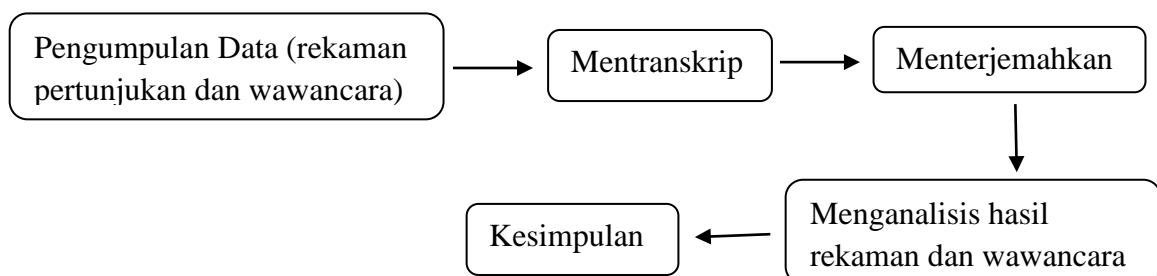 Pengumpulan Data (rekaman
pertunjukan dan wawancara)
Mentranskrip
Menterjemahkan
Menganalisis hasil
rekaman dan wawancara
Kesimpulan